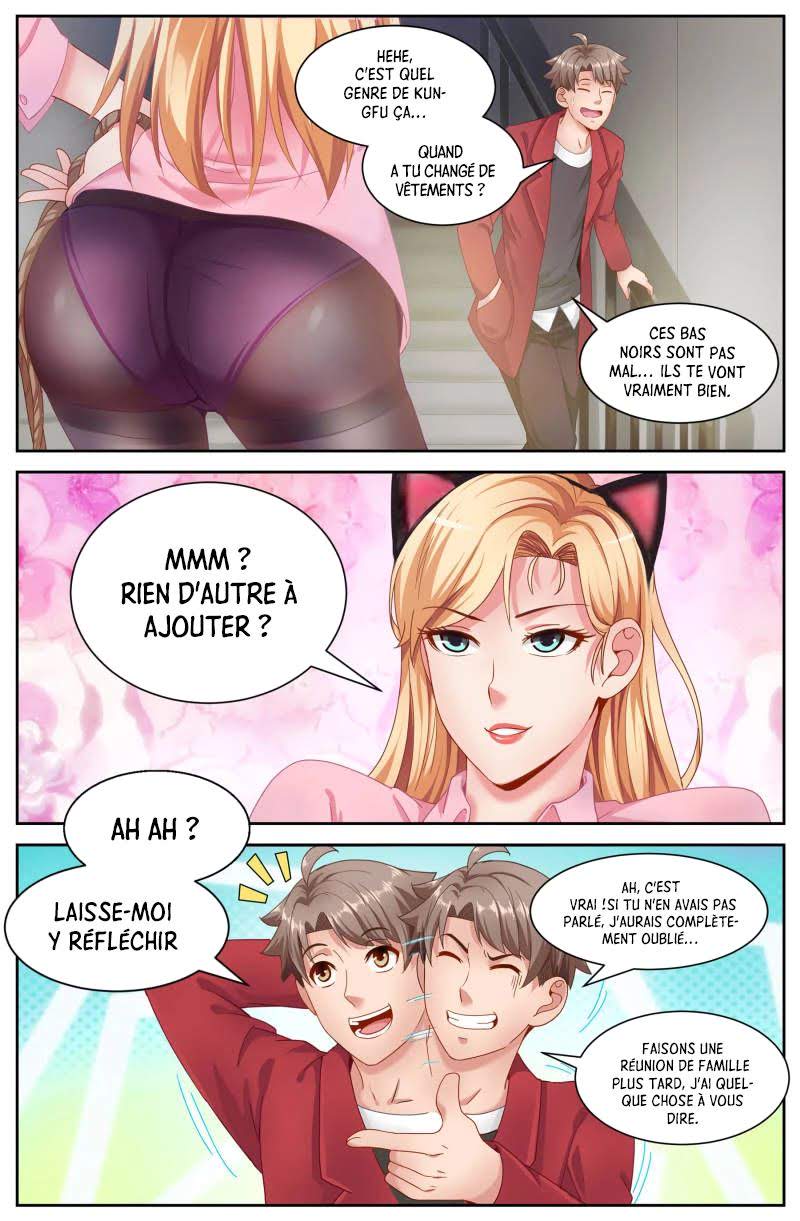 HEHE,
C'EST QUEL
GENRE DE KUN-
GFU ÇA...
QUAND
A TU CHANGÉ DE
VÊTEMENTS ?
CES BAS
NOIRS SONT PAS
MAL... ILS TE VONT
VRAIMENT BIEN.
MMM ?
RIEN D'AUTRE À
AJOUTER ?
AH AH ?
LAISSE-MOI
Y RÉFLÉCHIR
AH, C'EST
VRAI !SI TU N'EN AVAIS PAS
PARLÉ, J'AURAIS COMPLÈTE-
MENT OUBLIÉ...
FAISONS UNE
RÉUNION DE FAMILLE
PLUS TARD, J'AI QUEL-
QUE CHOSE À VOUS
DIRE.